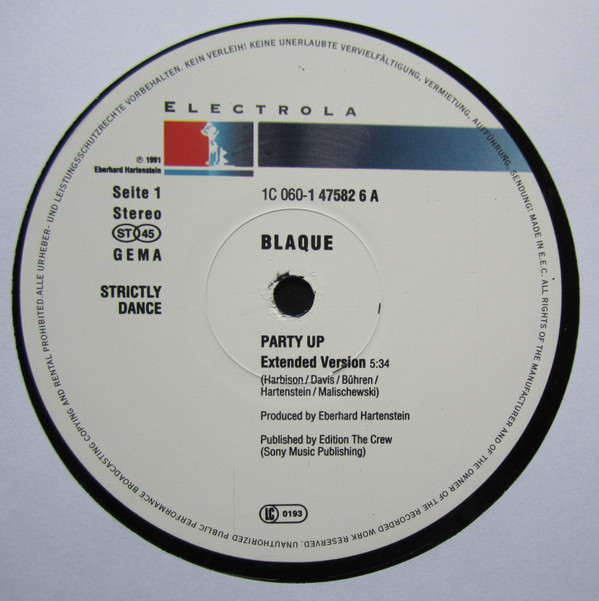 ALLE URHEBER- UND LEISTUNGSSCHUTZRECHTE VORBEHALTEN. KEIN VERLEIH! KEINE UNERLAUBTE VERVIELFÄLTIGUNG, VERMIETUNG, AUFFÜHRUNG, SENDUNG! MADE IN E.E.C. ALL RIGHTS OF THE MANUFACTURER AND OF THE OWNER OF THE RECORDED WORK RESERVED. UNAUTHORIZED PUBLIC PERFORMANCE BROADCASTING COPYING AND RENTAL PROHIBITED.
ELECTROLA
℗ 1991
Eberhard Hartenstein
Seite 1
Stereo
ST 45
GEMA
STRICTLY
DANCE
1C 060-1 47582 6 A
BLAQUE
PARTY UP
Extended Version 5:34
(Harbison/Davis/Bühren/
Hartenstein/Malischewski)
Produced by Eberhard Hartenstein
Published by Edition The Crew
(Sony Music Publishing)
LC 0193